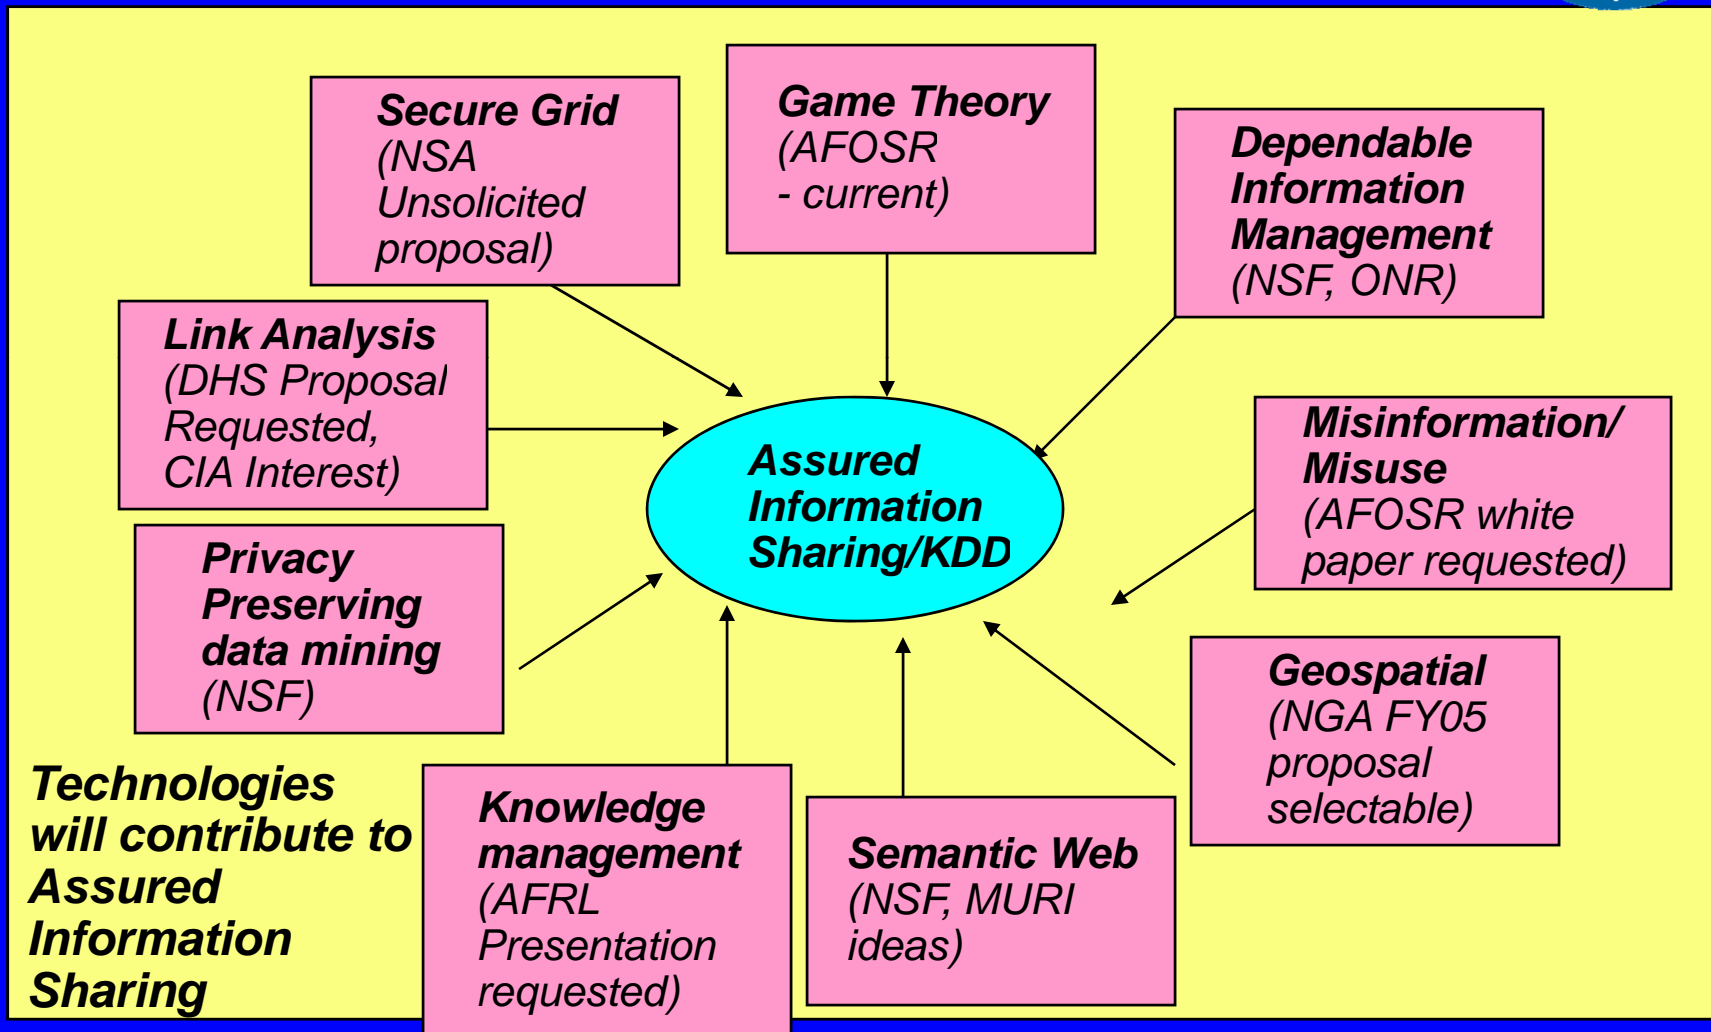 Secure Grid
(NSA
Unsolicited
proposal)
Game Theory
(AFOSR
- current)
Dependable
Information
Management
(NSF, ONR)
Link Analysis
(DHS Proposal
Requested,
CIA Interest)
Assured
Information
Sharing/KDD
Misinformation/
Misuse
(AFOSR white
paper requested)
Privacy
Preserving
data mining
(NSF)
Geospatial
(NGA FY05
proposal
selectable)
Technologies
will contribute to
Assured
Information
Sharing
Knowledge
management
(AFRL
Presentation
requested)
Semantic Web
(NSF, MURI
ideas)